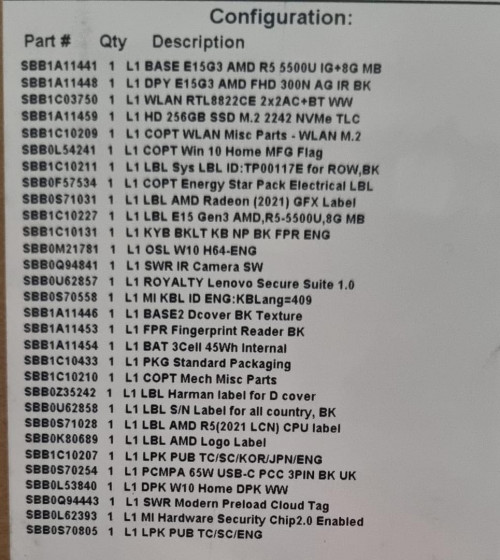 Configuration:
Part # Qty Description
SBB1A11441 1 L1 BASE E15G3 AMD R5 5500U IG+8G MB
SBB1A11448 1 L1 DPY E15G3 AMD FHD 300N AG IR BK
SBB1C03750 1 L1 WLAN RTL8822CE 2x2AC+BT WW
SBB1A11459 1 L1 HD 256GB SSD M.2 2242 NVMe TLC
SBB1C10209 1 L1 COPT WLAN Misc Parts - WLAN M.2
SBB0L54241 1 L1 COPT Win 10 Home MFG Flag
SBB1C10211 1 L1 LBL Sys LBL ID:TP00117E for ROW,BK
SBB0F57534 1 L1 COPT Energy Star Pack Electrical LBL
SBB0S71031 1 L1 LBL AMD Radeon (2021) GFX Label
SBB1C10227 1 L1 LBL E15 Gen3 AMD,R5-5500U,8G MB
SBB1C10131 1 L1 KYB BKLT KB NP BK FPR ENG
SBB0M21781 1 L1 OSL W10 H64-ENG
SBB0Q94841 1 L1 SWR IR Camera SW
SBB0U62857 1 L1 ROYALTY Lenovo Secure Suite 1.0
SBB0S70558 1 L1 MI KBL ID ENG:KBLang=409
SBB1A11446 1 L1 BASE2 Dcover BK Texture
SBB1A11453 1 L1 FPR Fingerprint Reader BK
SBB1A11454 1 L1 BAT 3Cell 45Wh Internal
SBB1C10433 1 L1 PKG Standard Packaging
SBB1C10210 1 L1 COPT Mech Misc Parts
SBB0Z35242 1 L1 LBL Harman label for D cover
SBB0U62858 1 L1 LBL S/N Label for all country, BK
SBB0S71028 1 L1 LBL AMD R5(2021 LCN) CPU label
SBB0K80689 1 L1 LBL AMD Logo Label
SBB1C10207 1 L1 LPK PUB TC/SC/KOR/JPN/ENG
SBB0S70254 1 L1 PCMPA 65W USB-C PCC 3PIN BK UK
SBB0L53840 1 L1 DPK W10 Home DPK WW
SBB0Q94443 1 L1 SWR Modern Preload Cloud Tag
SBB0L62393 1 L1 MI Hardware Security Chip2.0 Enabled
SBB0S70805 1 L1 LPK PUB TC/SC/ENG